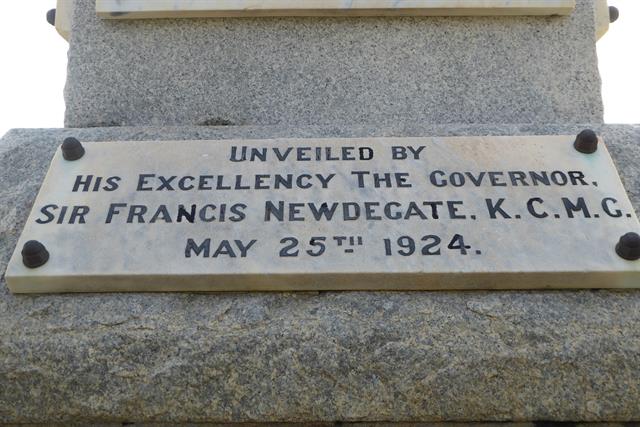 UNVEILED BY
HIS EXCELLENCY THE GOVERNOR,
SIR FRANCIS NEWDEGATE, K.C.M.G.
MAY 25TH 1924.